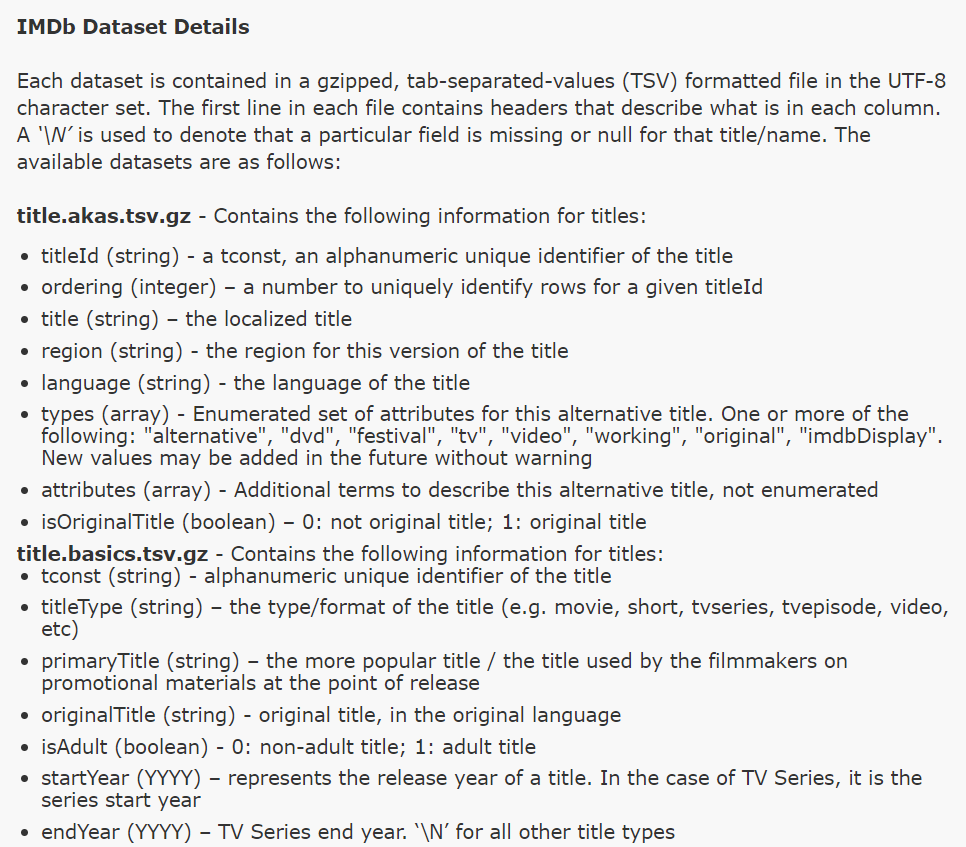 IMDb Dataset Details
Each dataset is contained in a gzipped, tab-separated-values (TSV) formatted file in the UTF-8
character set. The first line in each file contains headers that describe what is in each column.
A ‘\N’ is used to denote that a particular field is missing or null for that title/name. The
available datasets are as follows:
title.akas.tsv.gz - Contains the following information for titles:
• titleId (string) - a tconst, an alphanumeric unique identifier of the title
• ordering (integer) – a number to uniquely identify rows for a given titleId
• title (string) – the localized title
• region (string) - the region for this version of the title
• language (string) - the language of the title
• types (array) - Enumerated set of attributes for this alternative title. One or more of the
following: "alternative", "dvd", "festival", "tv", "video", "working", "original", "imdbDisplay".
New values may be added in the future without warning
• attributes (array) - Additional terms to describe this alternative title, not enumerated
• isOriginalTitle (boolean) – 0: not original title; 1: original title
title.basics.tsv.gz - Contains the following information for titles:
• tconst (string) - alphanumeric unique identifier of the title
• titleType (string) – the type/format of the title (e.g. movie, short, tvseries, tvepisode, video,
etc)
• primaryTitle (string) – the more popular title / the title used by the filmmakers on
promotional materials at the point of release
• originalTitle (string) - original title, in the original language
• isAdult (boolean) - 0: non-adult title; 1: adult title
• startYear (YYYY) – represents the release year of a title. In the case of TV Series, it is the
series start year
• endYear (YYYY) – TV Series end year. ‘\N’ for all other title types